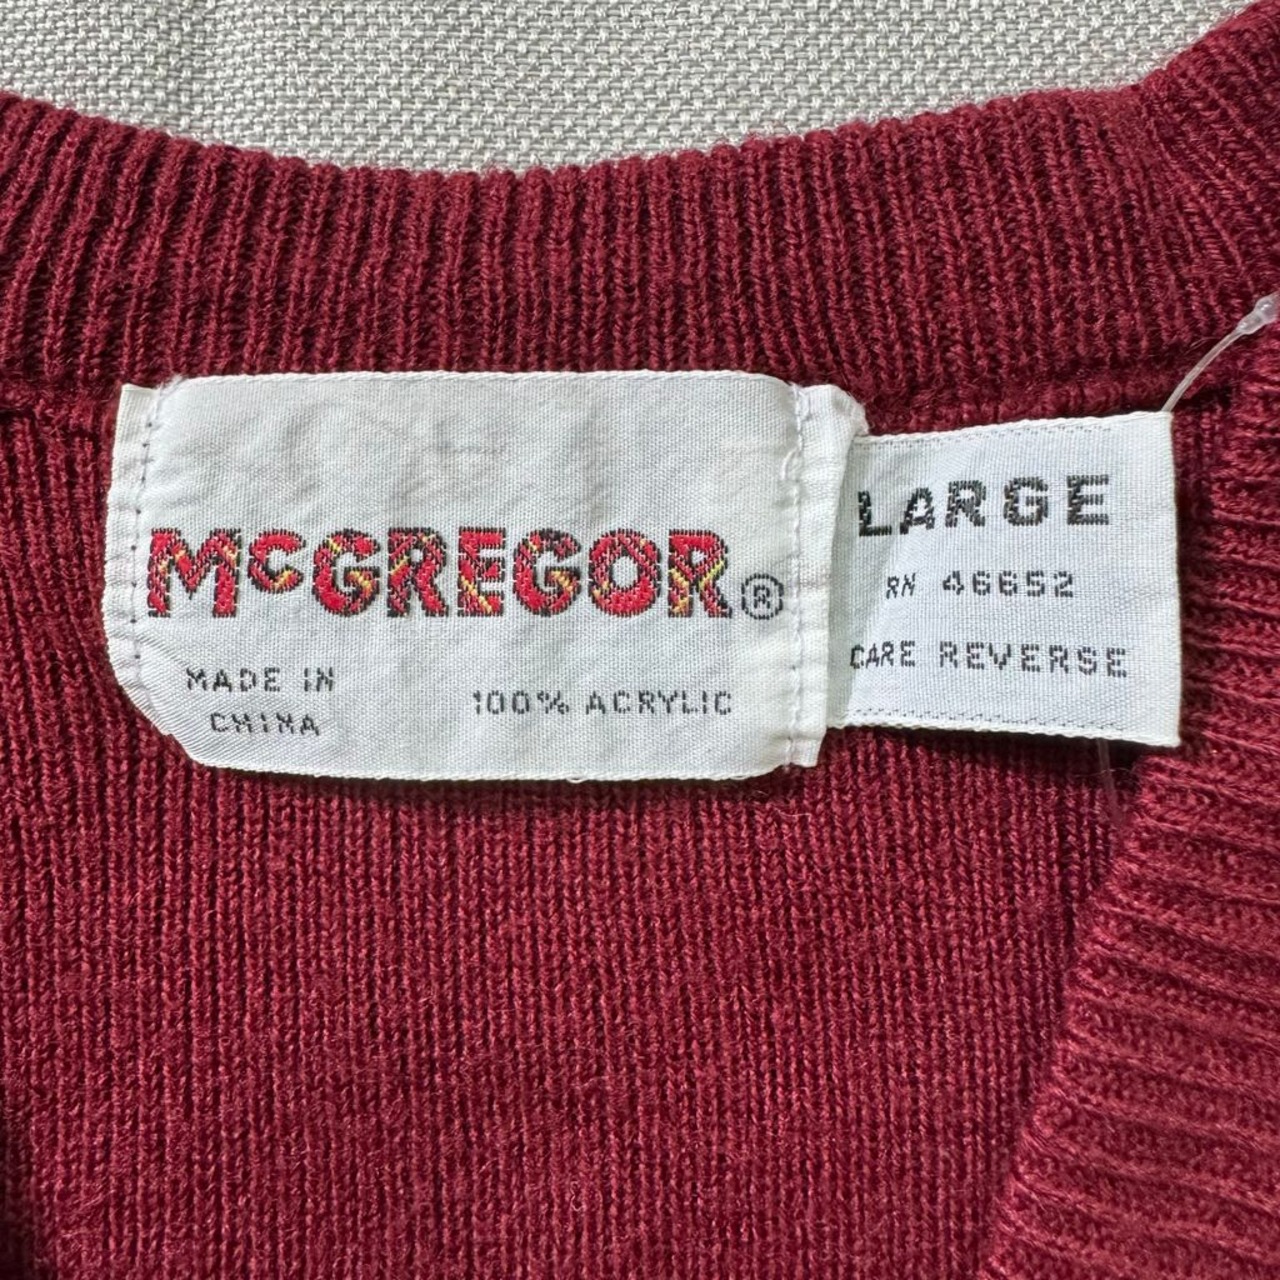 McGREGOR®
MADE IN
CHINA
100% ACRYLIC
LARGE
RN 46652
CARE REVERSE